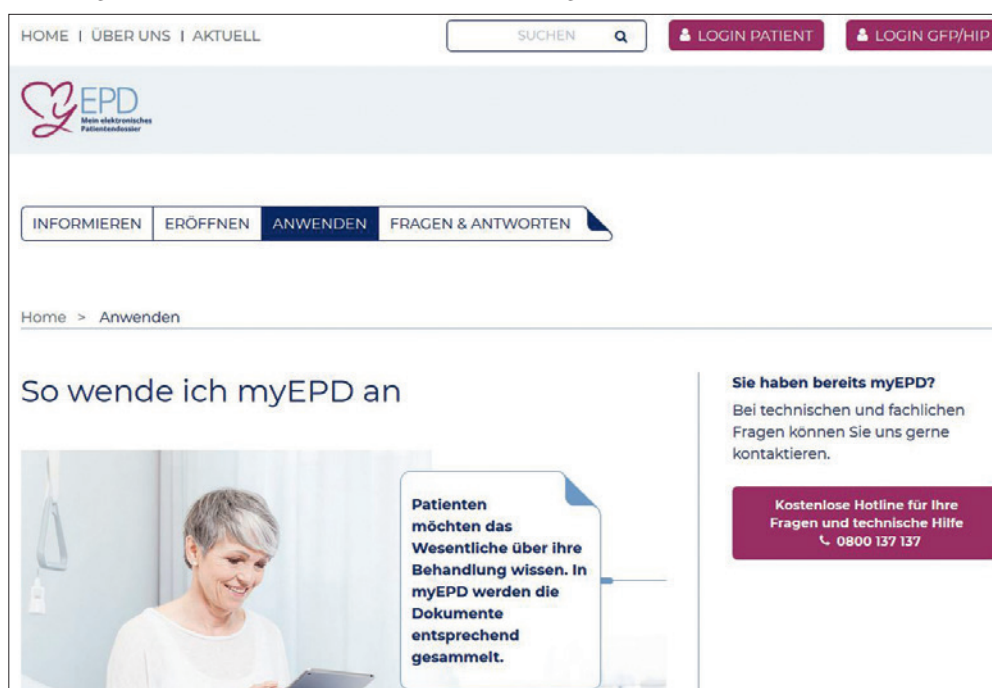 HOME | ÜBER UNS | AKTUELL
SUCHEN
LOGIN PATIENT
LOGIN GFP/HIP
myEPD
Mein elektronisches
Patientendossier
INFORMIEREN
ERÖFFNEN
ANWENDEN
FRAGEN & ANTWORTEN
Home > Anwenden
So wende ich myEPD an
Patienten
möchten das
Wesentliche über ihre
Behandlung wissen. In
myEPD werden die
Dokumente
entsprechend
gesammelt.
Sie haben bereits myEPD?
Bei technischen und fachlichen
Fragen können Sie uns gerne
kontaktieren.
Kostenlose Hotline für Ihre
Fragen und technische Hilfe
0800 137 137